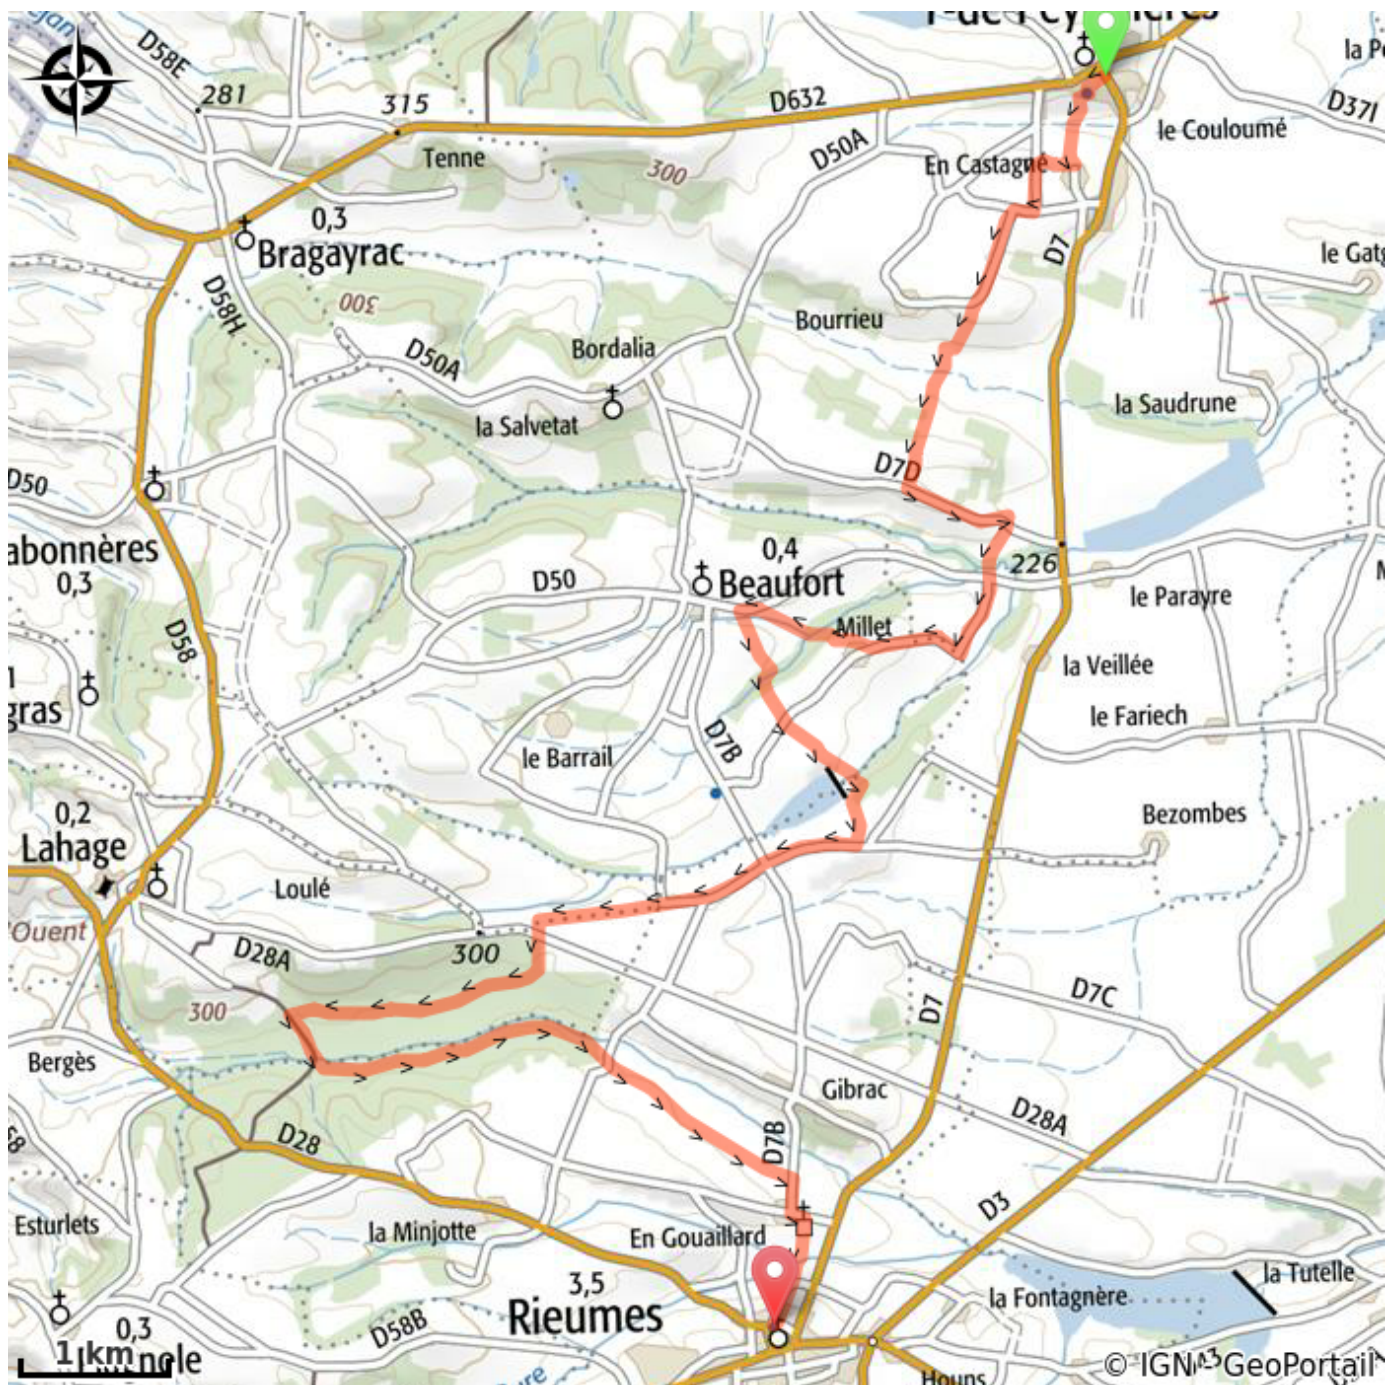 D58E
281
315
D632
la
D37I
le Couloumé
Tenne
300
D50A
En Castagné
0,3
Bragayrac
D7
le
D58H
300
Bourrieu
Bordalia
D50A
la Salvetat
la Saudrune
D7D
D50
abonnères
0,3
0,4
Beaufort
D50
226
le Parayre
Millet
D58
la Veillée
gras
le Fariech
D7B
le Barrail
0,2
Lahage
Bezombes
Loulé
Ouent
D28A
300
300
D7C
D7
Bergès
Gibrac
D28A
D7B
D28
D3
Esturlets
la Minjotte
En Gouaillard
la Tutelle
3,5
Rieumes
la Fontagnère
0,3
D58B
1 km
© IGN - GeoPortail
Houns